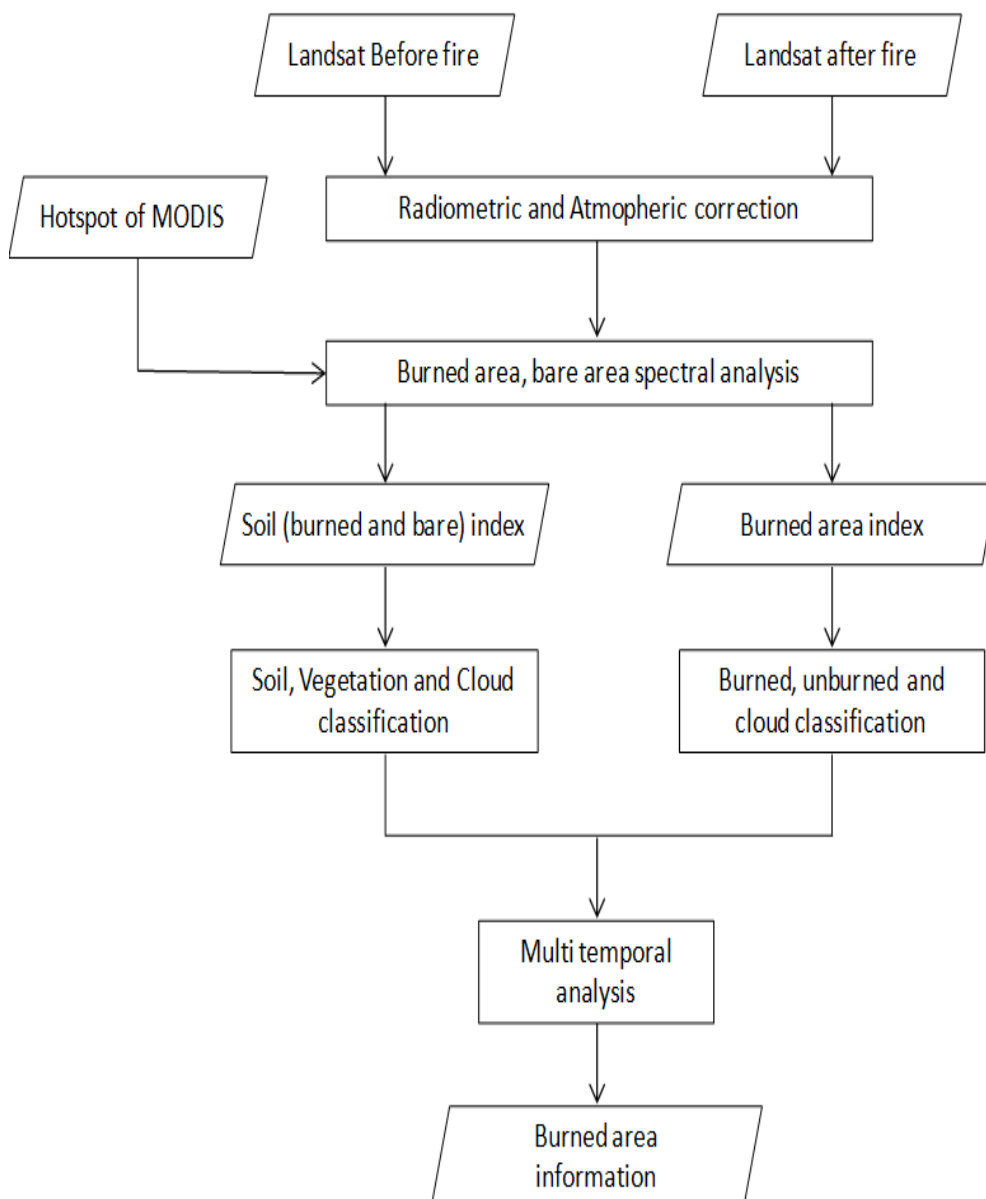 Landsat Before fire
Landsat after fire
Hotspot of MODIS
Radiometric and Atmopheric correction
Burned area, bare area spectral analysis
Soil (burned and bare) index
Burned area index
Soil, Vegetation and Cloud
classification
Burned, unburned and
cloud classification
Multi temporal
analysis
Burned area
information